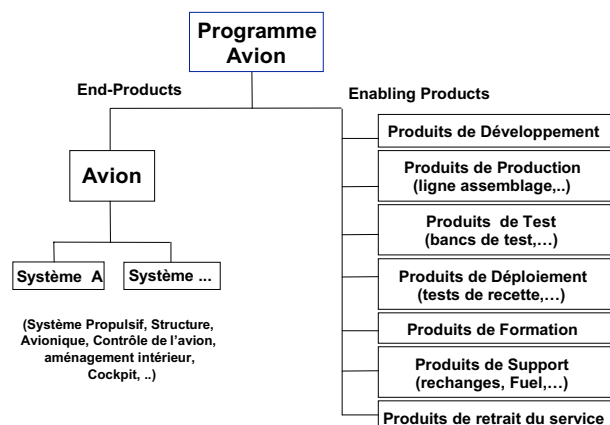 Programme
Avion
End-Products
Enabling Products
Avion
Système A
Système ...
(Système Propulsif, Structure,
Avionique, Contrôle de l'avion,
aménagement intérieur,
Cockpit, ..)
Produits de Développement
Produits de Production
(ligne assemblage,..)
Produits de Test
(bancs de test,...)
Produits de Déploiement
(tests de recette,...)
Produits de Formation
Produits de Support
(rechanges, Fuel,...)
Produits de retrait du service